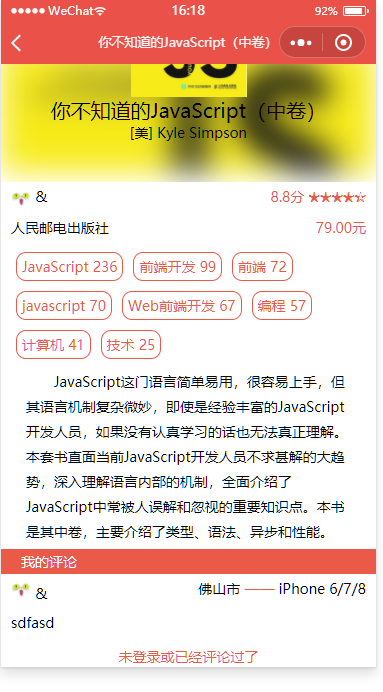 WeChat 16:18 92%
你不知道的JavaScript（中卷）
JS
你不知道的JavaScript（中卷）
[美] Kyle Simpson
& 8.8分
人民邮电出版社 79.00元
JavaScript 236 前端开发 99 前端 72
javascript 70 Web前端开发 67 编程 57
计算机 41 技术 25
JavaScript这门语言简单易用，很容易上手，但
其语言机制复杂微妙，即使是经验丰富的JavaScript
开发人员，如果没有认真学习的话也无法真正理解。
本套书直面当前JavaScript开发人员不求甚解的大趋
势，深入理解语言内部的机制，全面介绍了
JavaScript中常被人误解和忽视的重要知识点。本书
是其中卷，主要介绍了类型、语法、异步和性能。
我的评论
& 佛山市 —— iPhone 6/7/8
sdfasd
未登录或已经评论过了